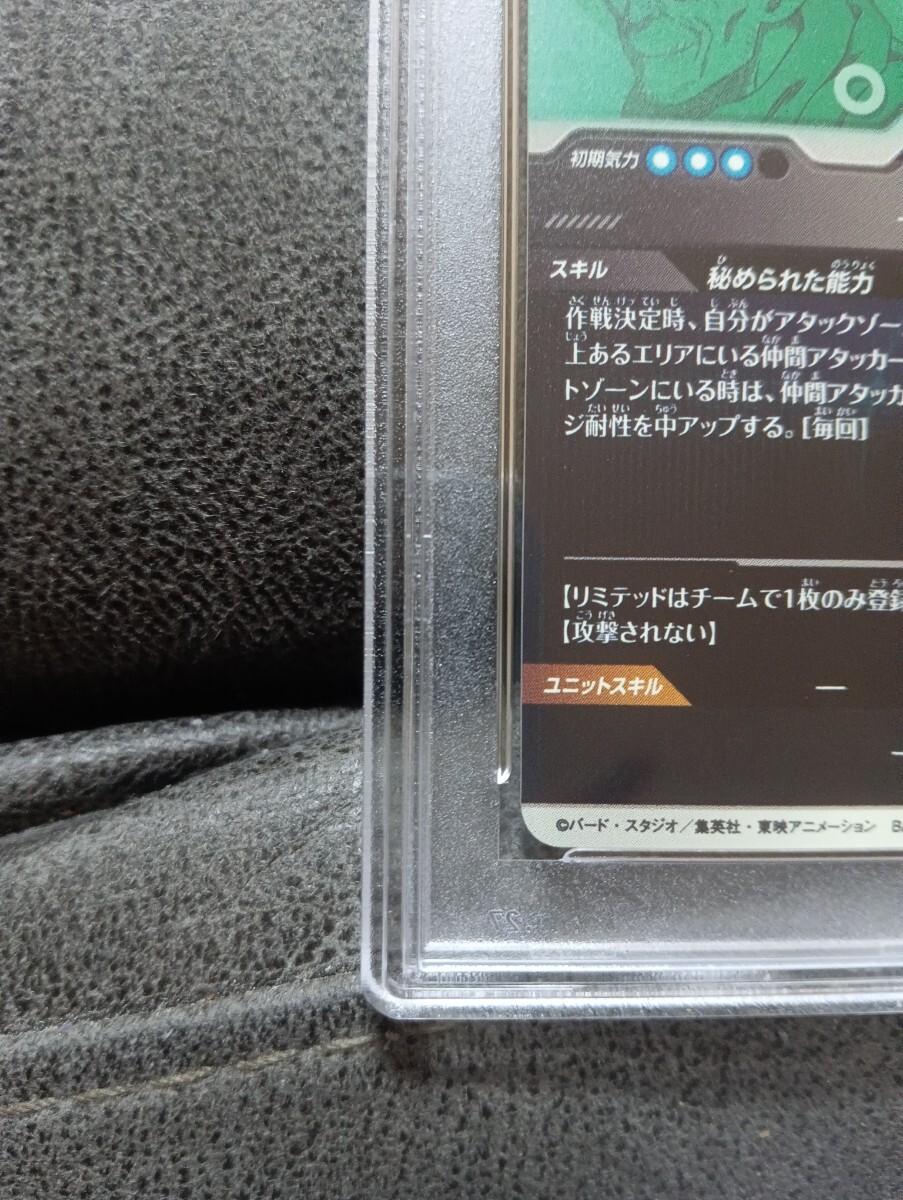 初期気力
スキル 秘められた能力
作戦決定時、自分がアタックゾー
上あるエリアにいる仲間アタッカー
トゾーンにいる時は、仲間アタッカ
ジ耐性を中アップする。[毎回]
【リミテッドはチームで1枚のみ登録
【攻撃されない】
ユニットスキル —
©バード・スタジオ／集英社・東映アニメーション